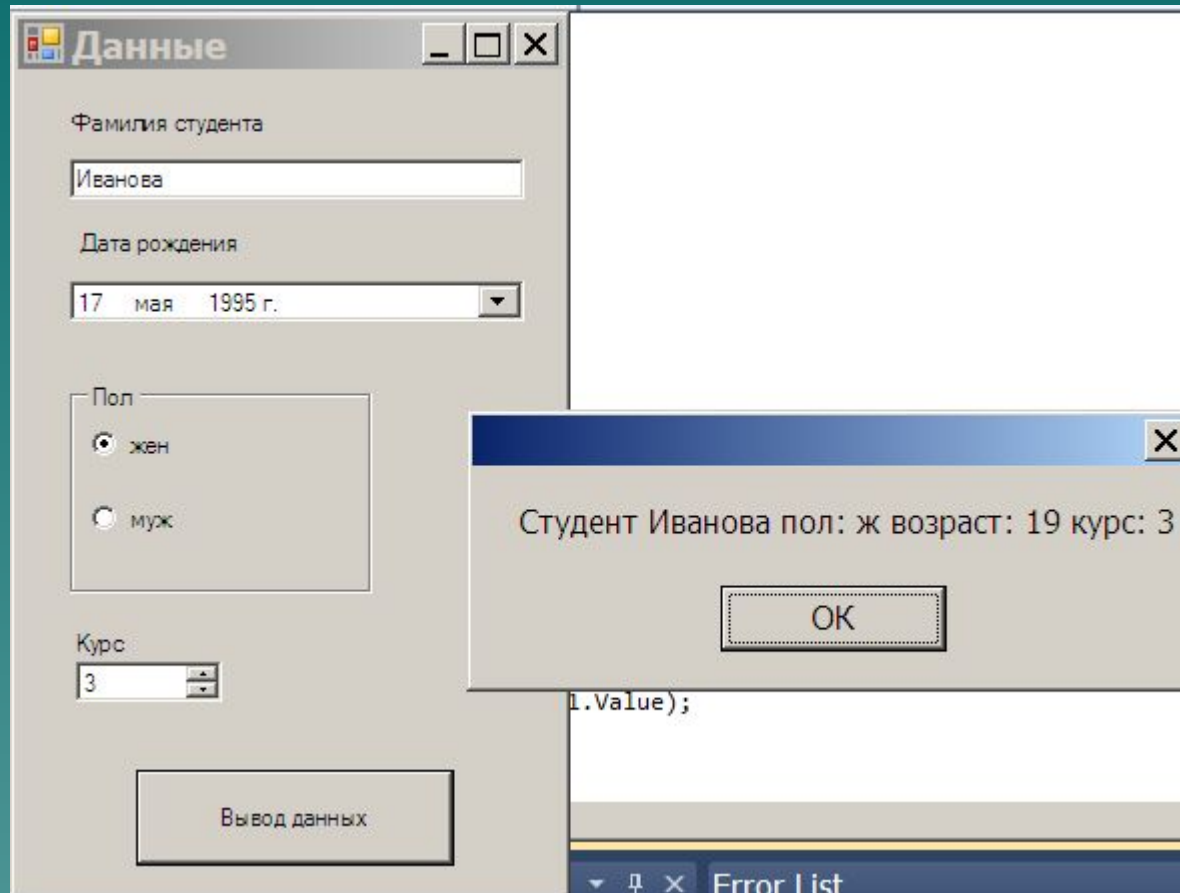 Данные
Фамилия студента
Иванова
Дата рождения
17 мая 1995 г.
Пол
жен
муж
Курс
3
Вывод данных
Студент Иванова пол: ж возраст: 19 курс: 3
OK
1.Value);
Error List